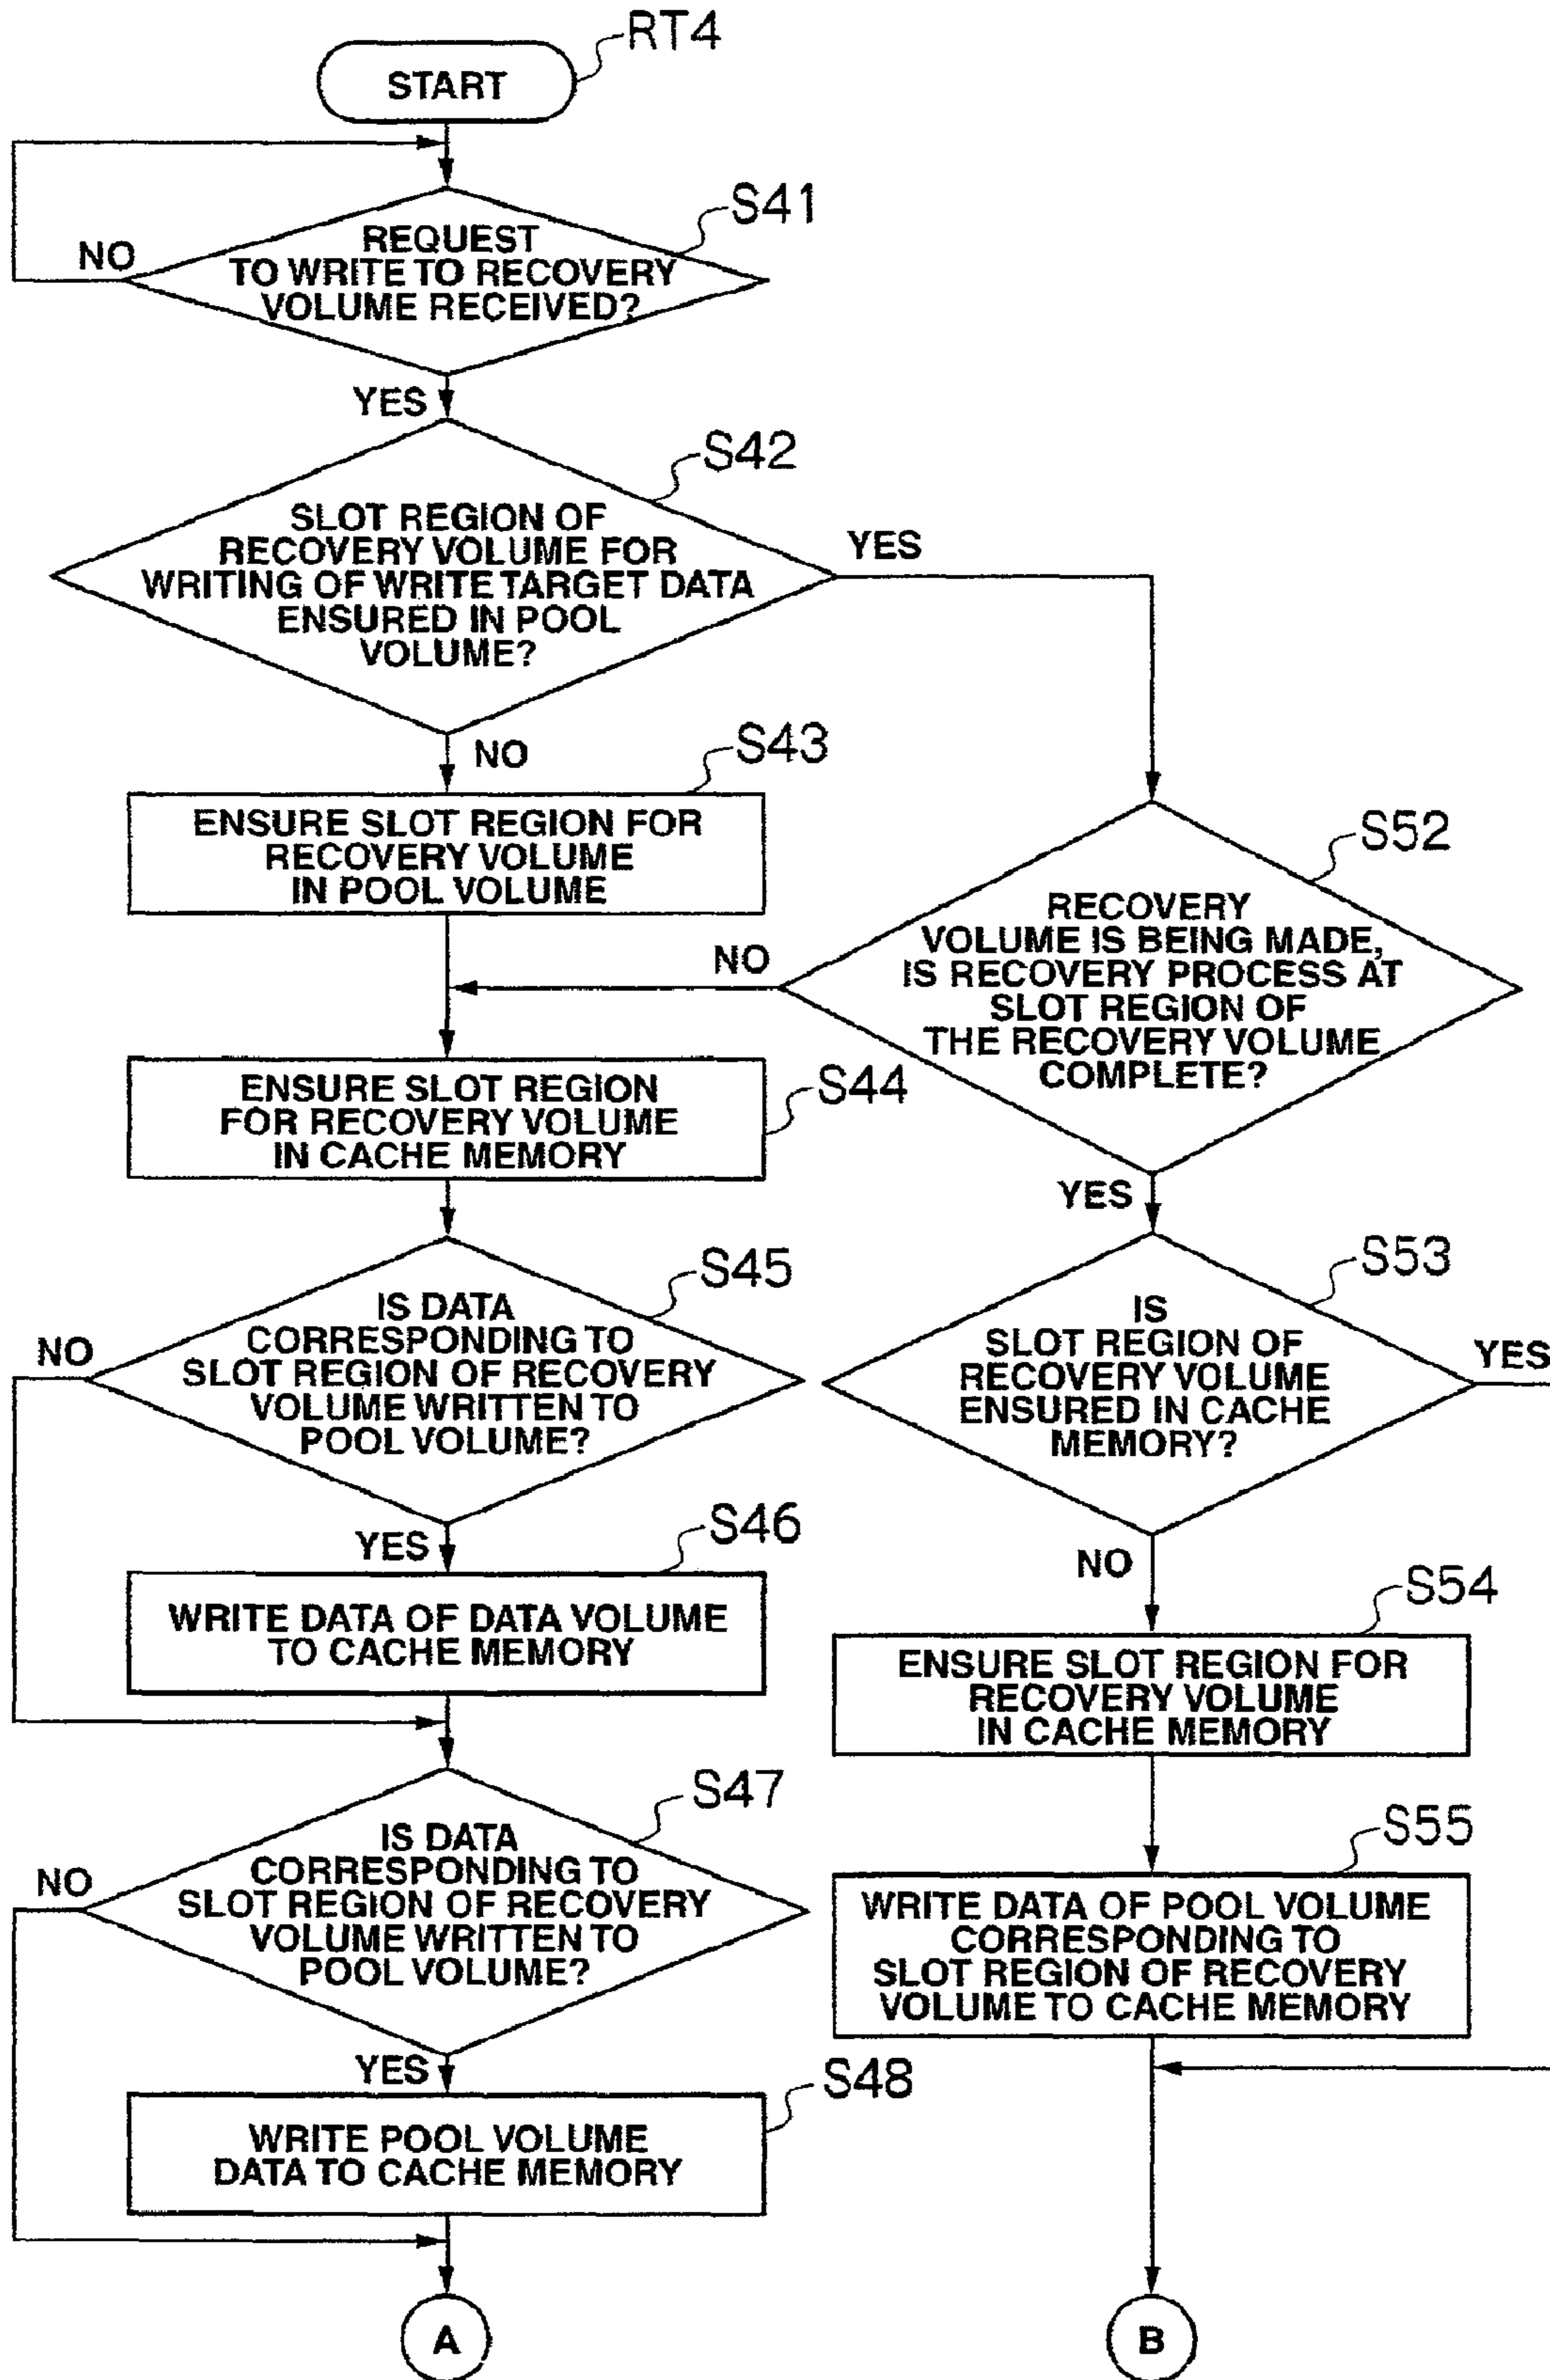 RT4
START
S41
NO
REQUEST
TO WRITE TO RECOVERY
VOLUME RECEIVED?
YES
S42
SLOT REGION OF
RECOVERY VOLUME FOR
WRITING OF WRITE TARGET DATA
ENSURED IN POOL
VOLUME?
YES
NO
S43
ENSURE SLOT REGION FOR
RECOVERY VOLUME
IN POOL VOLUME
S52
RECOVERY
VOLUME IS BEING MADE,
IS RECOVERY PROCESS AT
SLOT REGION OF
THE RECOVERY VOLUME
COMPLETE?
NO
YES
S44
ENSURE SLOT REGION
FOR RECOVERY VOLUME
IN CACHE MEMORY
S45
IS DATA
CORRESPONDING TO
SLOT REGION OF RECOVERY
VOLUME WRITTEN TO
POOL VOLUME?
NO
YES
S53
IS
SLOT REGION OF
RECOVERY VOLUME
ENSURED IN CACHE
MEMORY?
YES
NO
S46
WRITE DATA OF DATA VOLUME
TO CACHE MEMORY
S54
ENSURE SLOT REGION FOR
RECOVERY VOLUME
IN CACHE MEMORY
S47
IS DATA
CORRESPONDING TO
SLOT REGION OF RECOVERY
VOLUME WRITTEN TO
POOL VOLUME?
NO
YES
S55
WRITE DATA OF POOL VOLUME
CORRESPONDING TO
SLOT REGION OF RECOVERY
VOLUME TO CACHE MEMORY
S48
WRITE POOL VOLUME
DATA TO CACHE MEMORY
A
B